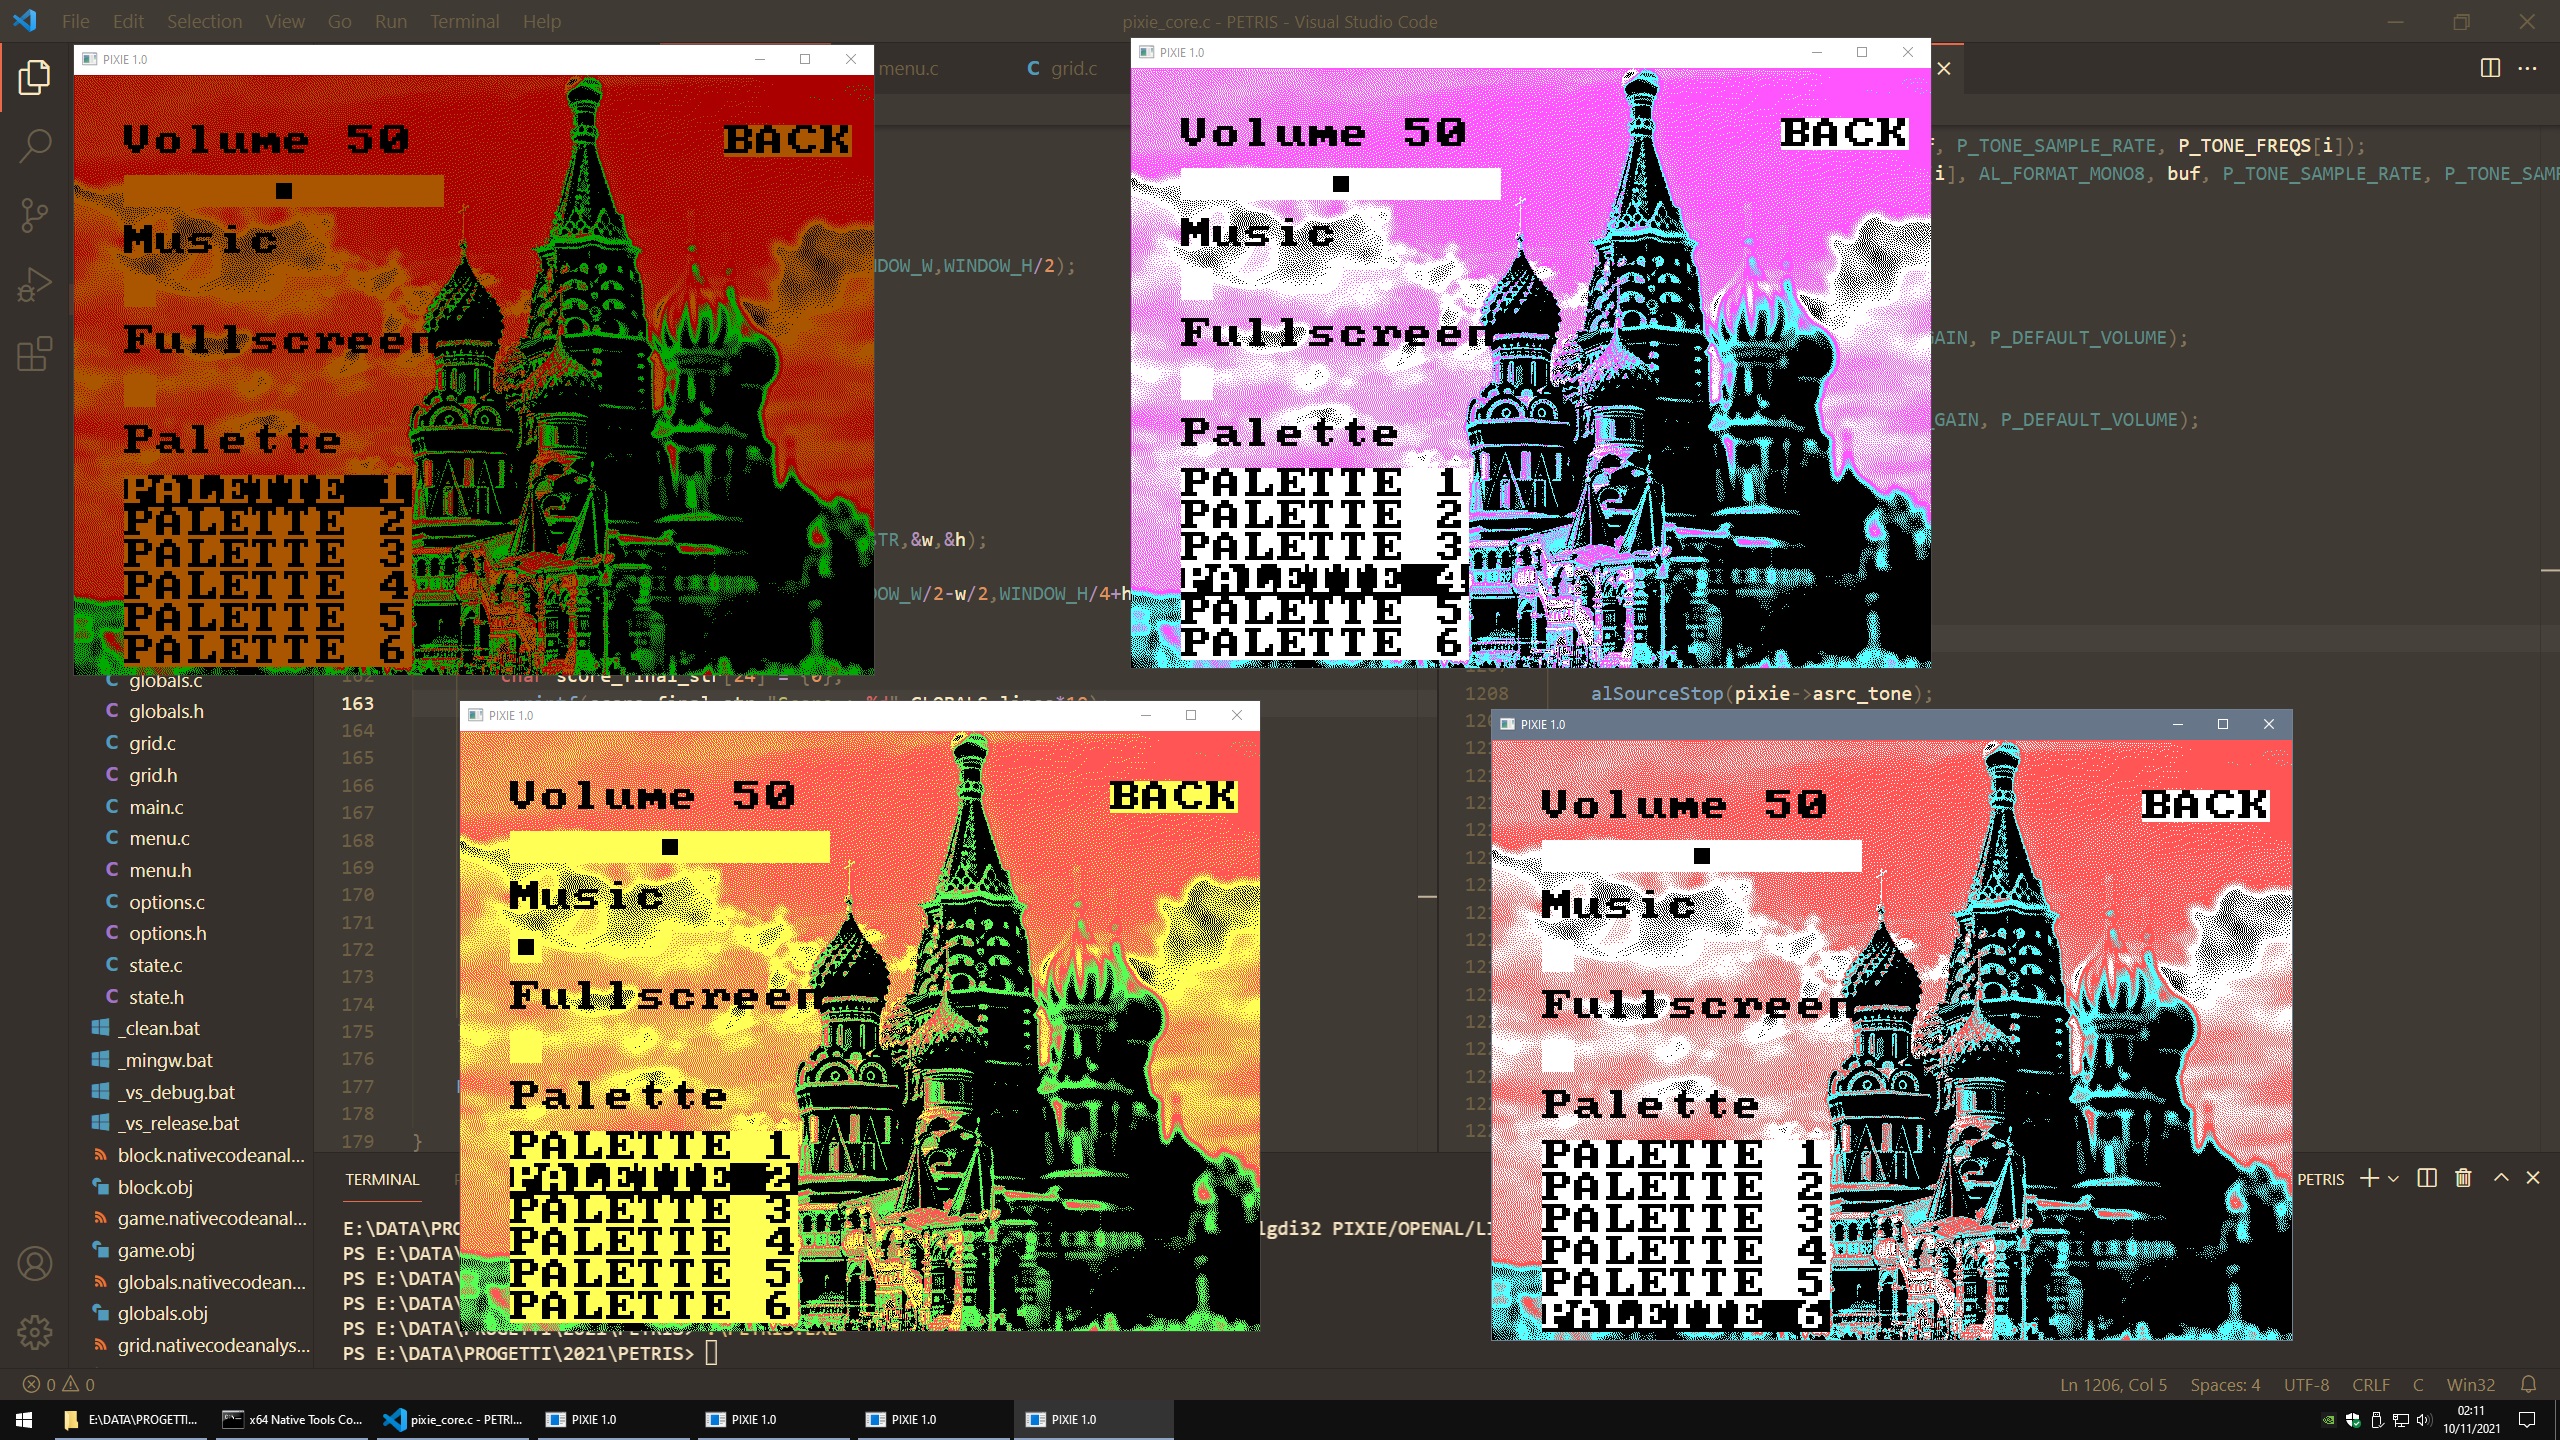 File Edit Selection View Go Run Terminal Help
pixie_core.c - PETRIS - Visual Studio Code
menu.c
C grid.c
PIXIE 1.0
Volume 50
BACK
Music
Fullscreen
Palette
PALETTE 1
PALETTE 2
PALETTE 3
PALETTE 4
PALETTE 5
PALETTE 6
PIXIE 1.0
Volume 50
BACK
Music
Fullscreen
Palette
PALETTE 1
PALETTE 2
PALETTE 3
PALETTE 4
PALETTE 5
PALETTE 6
, P_TONE_SAMPLE_RATE, P_TONE_FREQS[i]);
i], AL_FORMAT_MONO8, buf, P_TONE_SAMPLE_RATE,
NDOW_W,WINDOW_H/2);
GAIN, P_DEFAULT_VOLUME);
_GAIN, P_DEFAULT_VOLUME);
STR,&w,&h);
DOW_W/2-w/2,WINDOW_H/4+h
1208 alSourceStop(pixie->asrc_tone);
C globals.c
C globals.h
C grid.c
C grid.h
C main.c
C menu.c
C menu.h
C options.c
C options.h
C state.c
C state.h
_clean.bat
_mingw.bat
_vs_debug.bat
_vs_release.bat
block.nativecodeanal...
block.obj
game.nativecodeanal...
game.obj
globals.nativecodean...
globals.obj
grid.nativecodeanalys...
163
164
165
166
167
168
169
170
171
172
173
174
175
176
177
178
179 }
PIXIE 1.0
Volume 50
BACK
Music
Fullscreen
Palette
PALETTE 1
PALETTE 2
PALETTE 3
PALETTE 4
PALETTE 5
PALETTE 6
PIXIE 1.0
Volume 50
BACK
Music
Fullscreen
Palette
PALETTE 1
PALETTE 2
PALETTE 3
PALETTE 4
PALETTE 5
PALETTE 6
TERMINAL
PETRIS
E:\DATA\PRO
lgdi32 PIXIE/OPENAL/LI
PS E:\DATA\
PS E:\DATA\
PS E:\DATA\
PS E:\DATA\PROGETTI\2021\PETRIS>
0 0
Ln 1206, Col 5 Spaces: 4 UTF-8 CRLF C Win32
E:\DATA\PROGETTI... x64 Native Tools Co... pixie_core.c - PETRI... PIXIE 1.0 PIXIE 1.0 PIXIE 1.0 PIXIE 1.0
02:11
10/11/2021